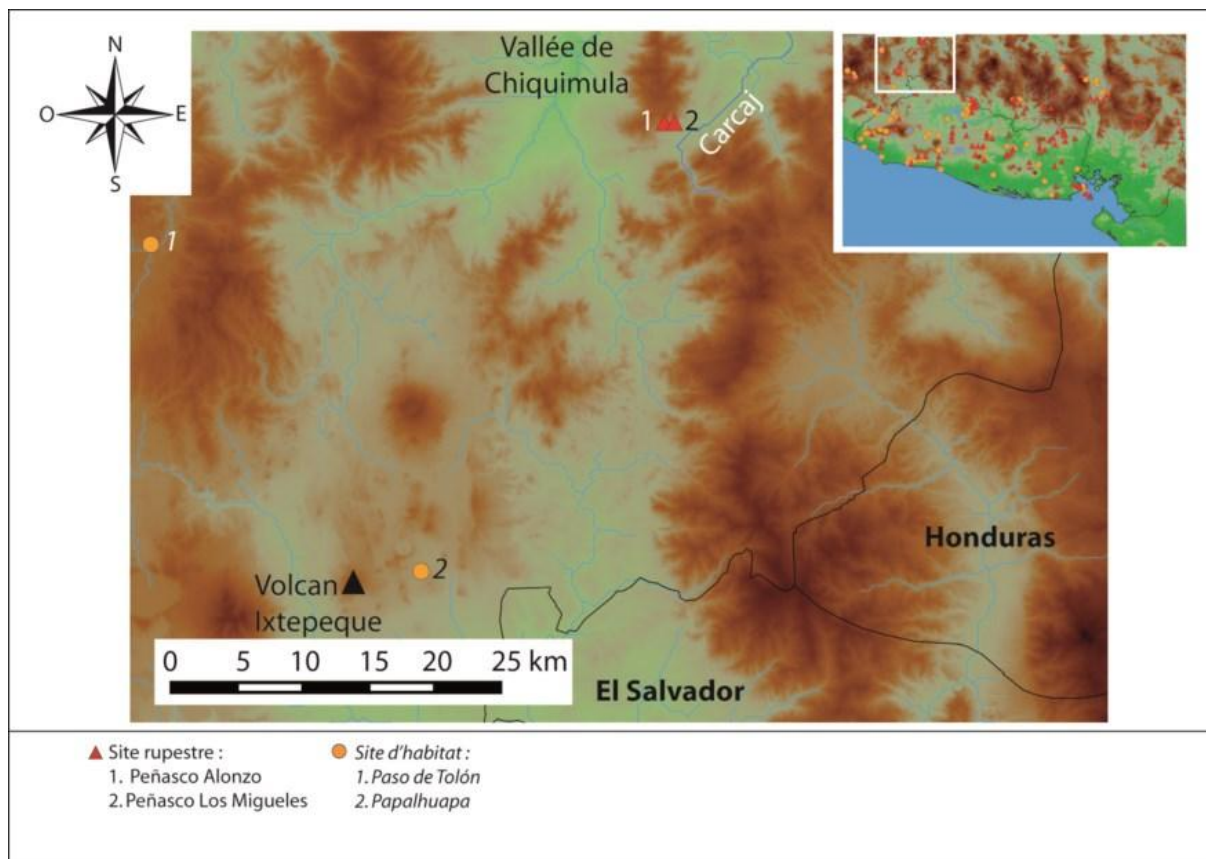 N
O
E
S
Vallée de
Chiquimula
1
2
Carcaj
1
2
Volcan
Ixtepeque
Honduras
El Salvador
0 5 10 15 20 25 km
Site rupestre :
1. Peñasco Alonzo
2. Peñasco Los Migueles
Site d'habitat :
1. Paso de Tolón
2. Papalhuapa